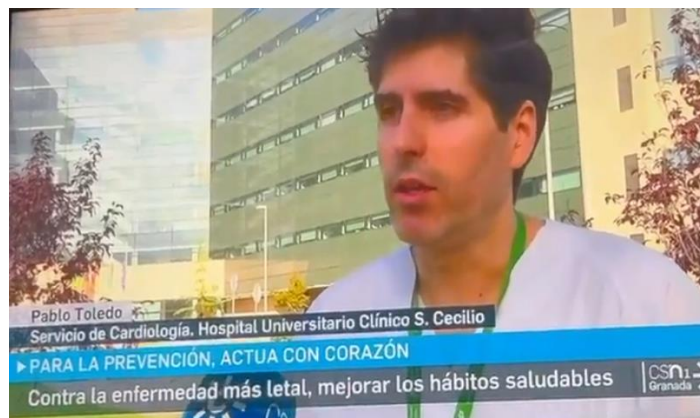 Pablo Toledo
Servicio de Cardiología. Hospital Universitario Clínico S. Cecilio
PARA LA PREVENCIÓN, ACTUA CON CORAZÓN
Contra la enfermedad más letal, mejorar los hábitos saludables
CSn1
Granada